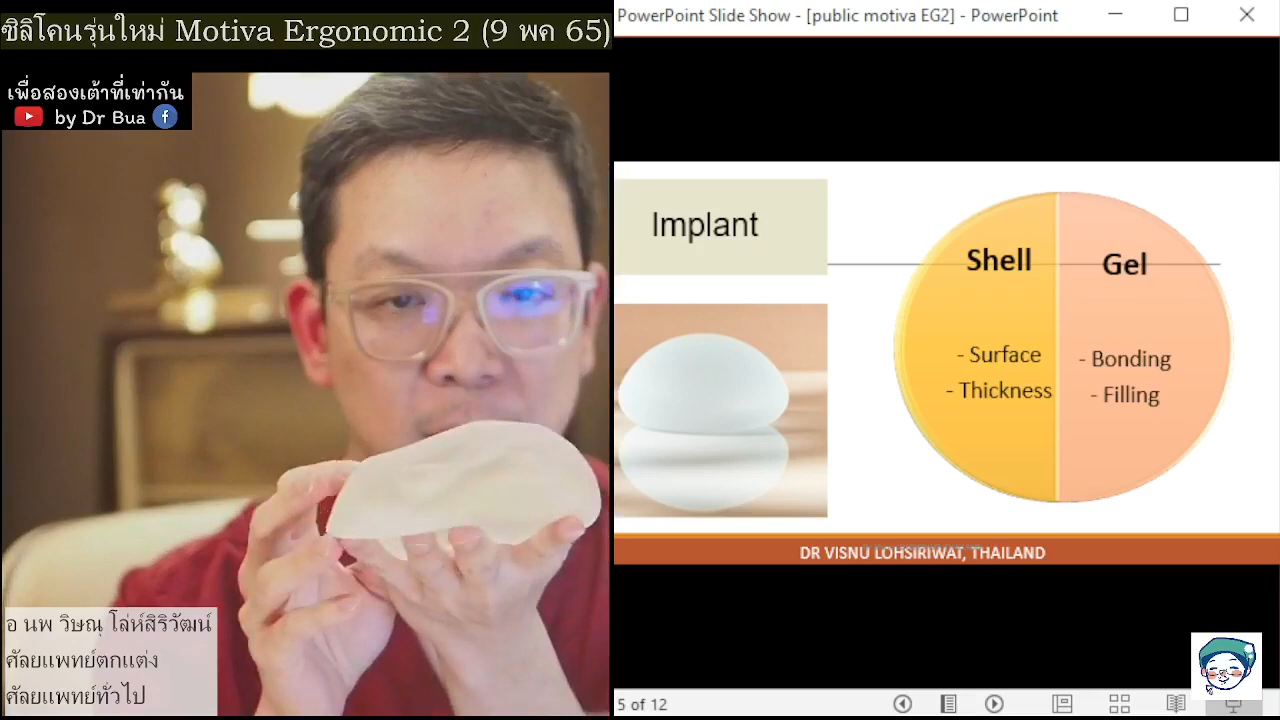 ซิลิโคนรุ่นใหม่ Motiva Ergonomic 2 (9 พค 65)
เพื่อสองเต้าที่เท่ากัน
by Dr Bua
อ นพ วิษณุ โล่ห์สิริวัฒน์
ศัลยแพทย์ตกแต่ง
ศัลยแพทย์ทั่วไป
PowerPoint Slide Show - [public motiva EG2] - PowerPoint
Implant
Shell
- Surface
- Thickness
Gel
- Bonding
- Filling
DR VISNU LOHSIRIWAT, THAILAND
5 of 12